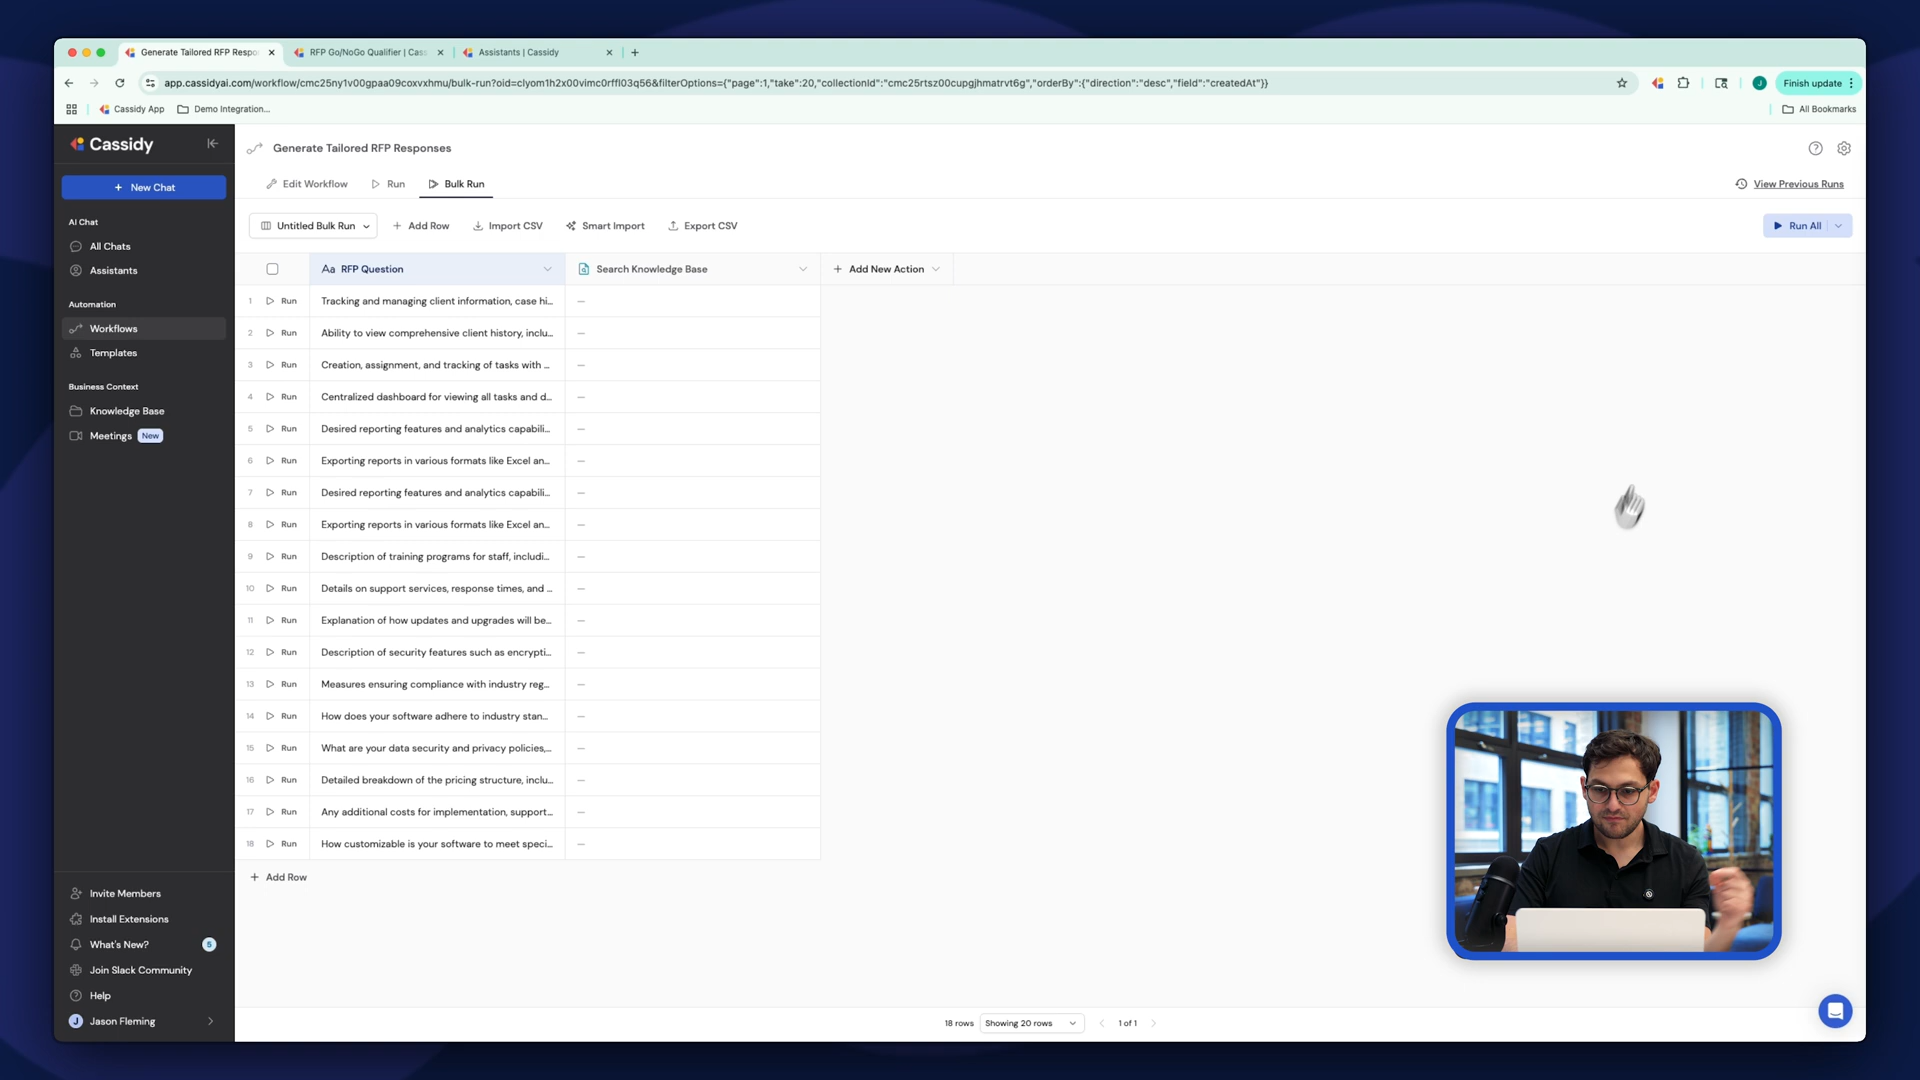 Generate Tailored RFP Respon
RFP Go/NoGo Qualifier | Cass
Assistants | Cassidy
app.cassidyai.com/workflow/cmc25ny1v00gpaa09coxvxhmu/bulk-run?oid=clyom1h2x00vimc0rffl03q56&filterOptions={"page":1,"take":20,"collectionId":"cmc25rtsz00cupgjhmatrvt6g","orderBy":{"direction":"desc","field":"createdAt"}}
J
Finish update
Cassidy App
Demo Integration...
All Bookmarks
Cassidy
New Chat
AI Chat
All Chats
Assistants
Automation
Workflows
Templates
Business Context
Knowledge Base
Meetings New
Invite Members
Install Extensions
What's New? 5
Join Slack Community
Help
J Jason Fleming
Generate Tailored RFP Responses
Edit Workflow
Run
Bulk Run
View Previous Runs
Untitled Bulk Run
Add Row
Import CSV
Smart Import
Export CSV
Run All
Aa RFP Question
Search Knowledge Base
+ Add New Action
1 Run Tracking and managing client information, case hi... —
2 Run Ability to view comprehensive client history, inclu... —
3 Run Creation, assignment, and tracking of tasks with ... —
4 Run Centralized dashboard for viewing all tasks and d... —
5 Run Desired reporting features and analytics capabili... —
6 Run Exporting reports in various formats like Excel an... —
7 Run Desired reporting features and analytics capabili... —
8 Run Exporting reports in various formats like Excel an... —
9 Run Description of training programs for staff, includi... —
10 Run Details on support services, response times, and ... —
11 Run Explanation of how updates and upgrades will be... —
12 Run Description of security features such as encrypti... —
13 Run Measures ensuring compliance with industry reg... —
14 Run How does your software adhere to industry stan... —
15 Run What are your data security and privacy policies,... —
16 Run Detailed breakdown of the pricing structure, inclu... —
17 Run Any additional costs for implementation, support... —
18 Run How customizable is your software to meet speci... —
+ Add Row
18 rows
Showing 20 rows
1 of 1